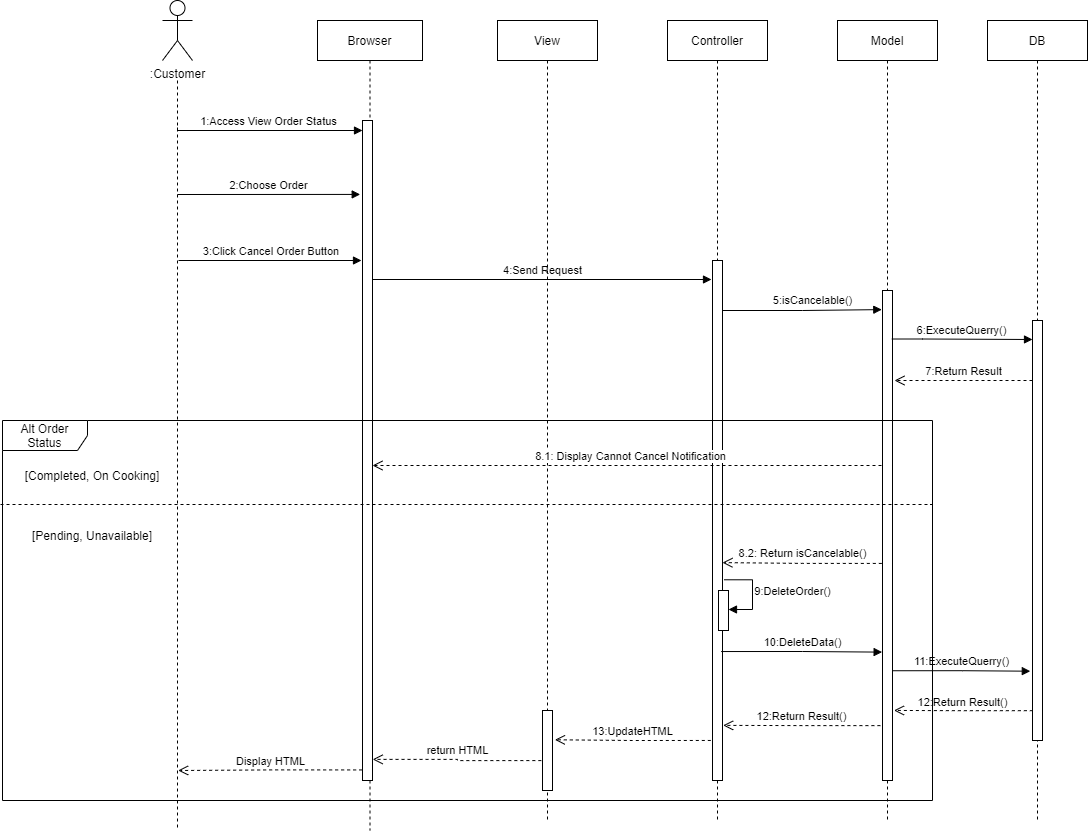 :Customer
Browser
View
Controller
Model
DB
1:Access View Order Status
2:Choose Order
3:Click Cancel Order Button
4:Send Request
5:isCancelable()
6:ExecuteQuerry()
7:Return Result
Alt Order
Status
8.1: Display Cannot Cancel Notification
[Completed, On Cooking]
[Pending, Unavailable]
8.2: Return isCancelable()
9:DeleteOrder()
10:DeleteData()
11:ExecuteQuerry()
12:Return Result()
12:Return Result()
13:UpdateHTML
return HTML
Display HTML